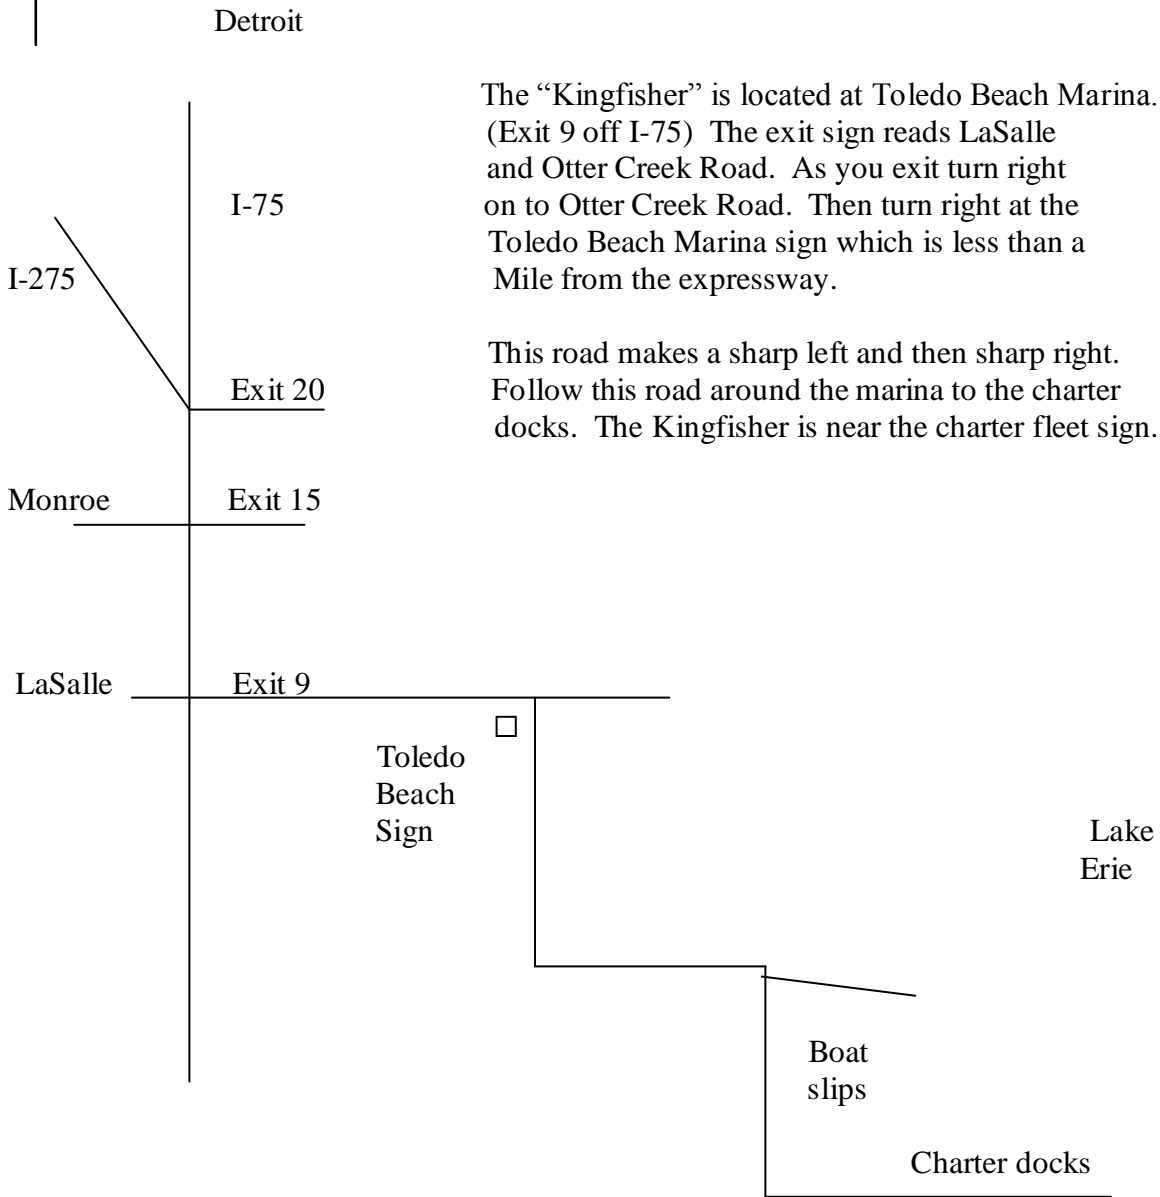 Detroit
The “Kingfisher” is located at Toledo Beach Marina.
(Exit 9 off I-75)  The exit sign reads LaSalle
and Otter Creek Road.  As you exit turn right
on to Otter Creek Road.  Then turn right at the
Toledo Beach Marina sign which is less than a
Mile from the expressway.
This road makes a sharp left and then sharp right.
Follow this road around the marina to the charter
docks.  The Kingfisher is near the charter fleet sign.
I-75
I-275
Exit 20
Monroe
Exit 15
LaSalle
Exit 9
Toledo
Beach
Sign
Lake
Erie
Boat
slips
Charter docks